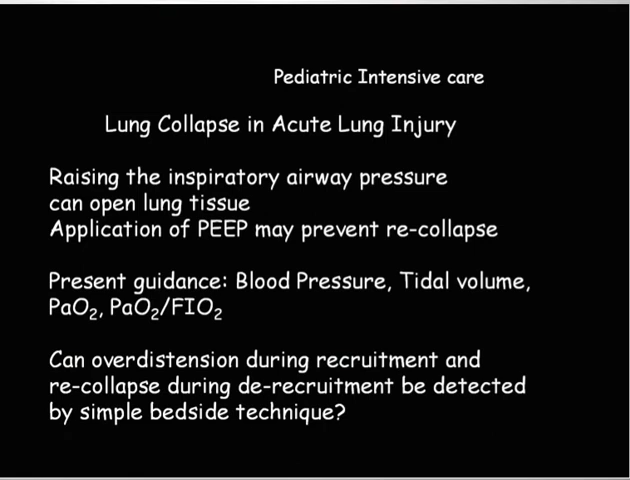 Pediatric Intensive care
Lung Collapse in Acute Lung Injury
Raising the inspiratory airway pressure
can open lung tissue
Application of PEEP may prevent re-collapse
Present guidance: Blood Pressure, Tidal volume,
PaO₂, PaO₂/FIO₂
Can overdistension during recruitment and
re-collapse during de-recruitment be detected
by simple bedside technique?